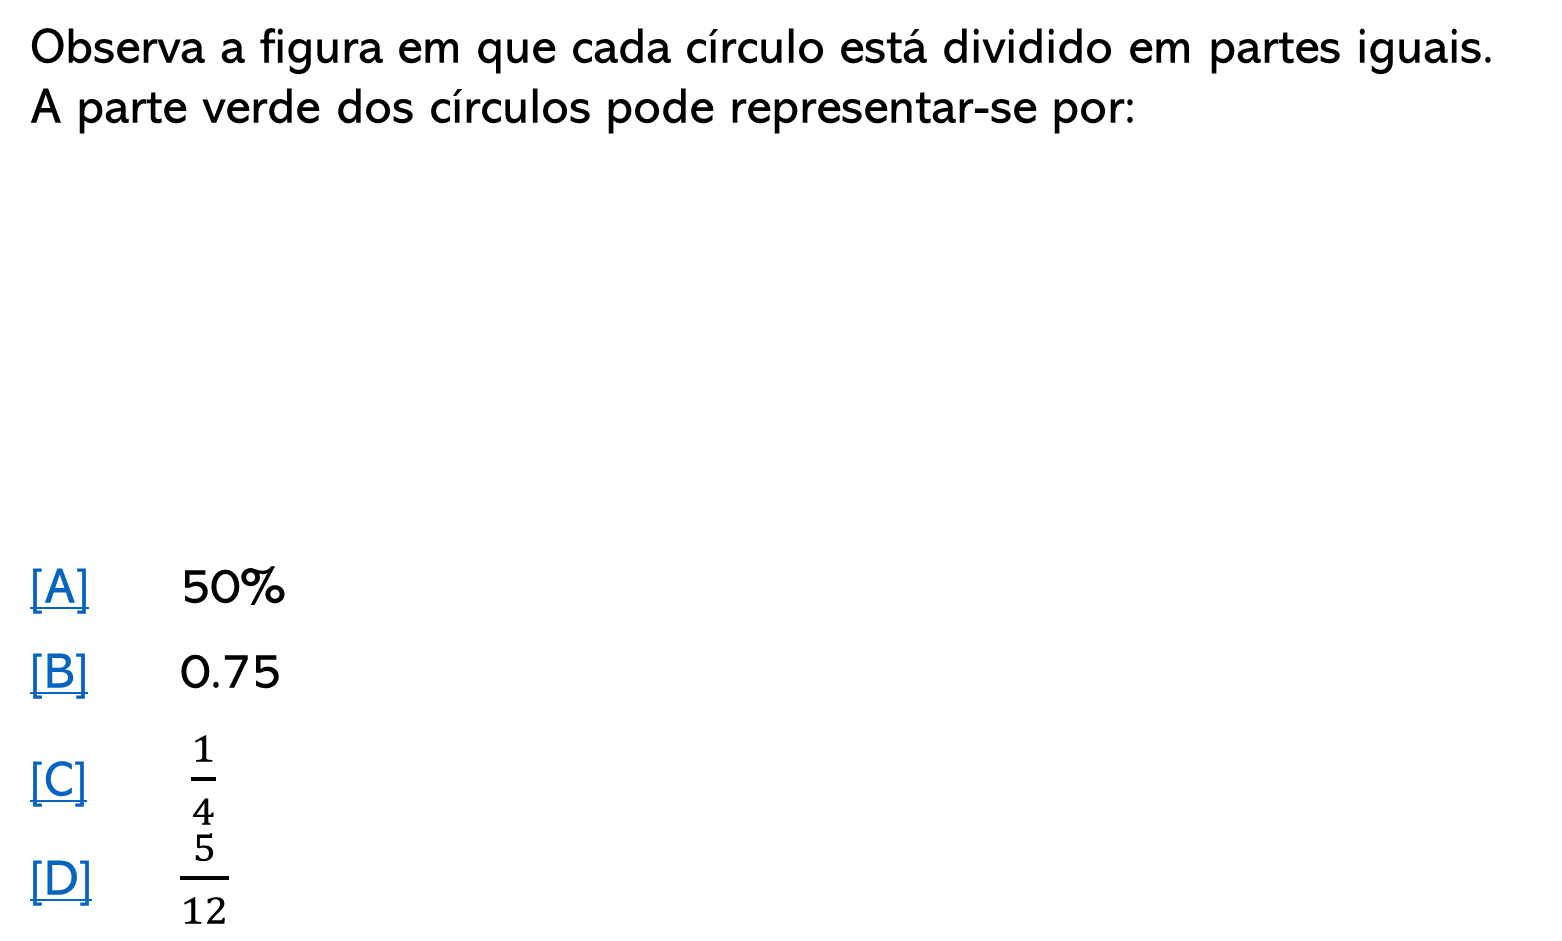 Observa a figura em que cada círculo está dividido em partes iguais.
A parte verde dos círculos pode representar-se por:
[A] 50%
[B] 0.75
[C] 1/4
[D] 5/12